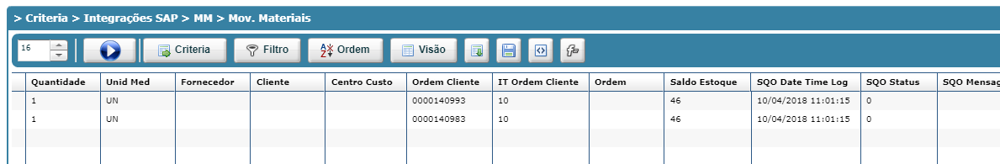 > Criteria > Integrações SAP > MM > Mov. Materiais
16 Criteria Filtro Ordem Visão
Quantidade Unid Med Fornecedor Cliente Centro Custo Ordem Cliente IT Ordem Cliente Ordem Saldo Estoque SQO Date Time Log SQO Status SQO Mensag
1 UN 0000140993 10 46 10/04/2018 11:01:15 0
1 UN 0000140983 10 46 10/04/2018 11:01:15 0